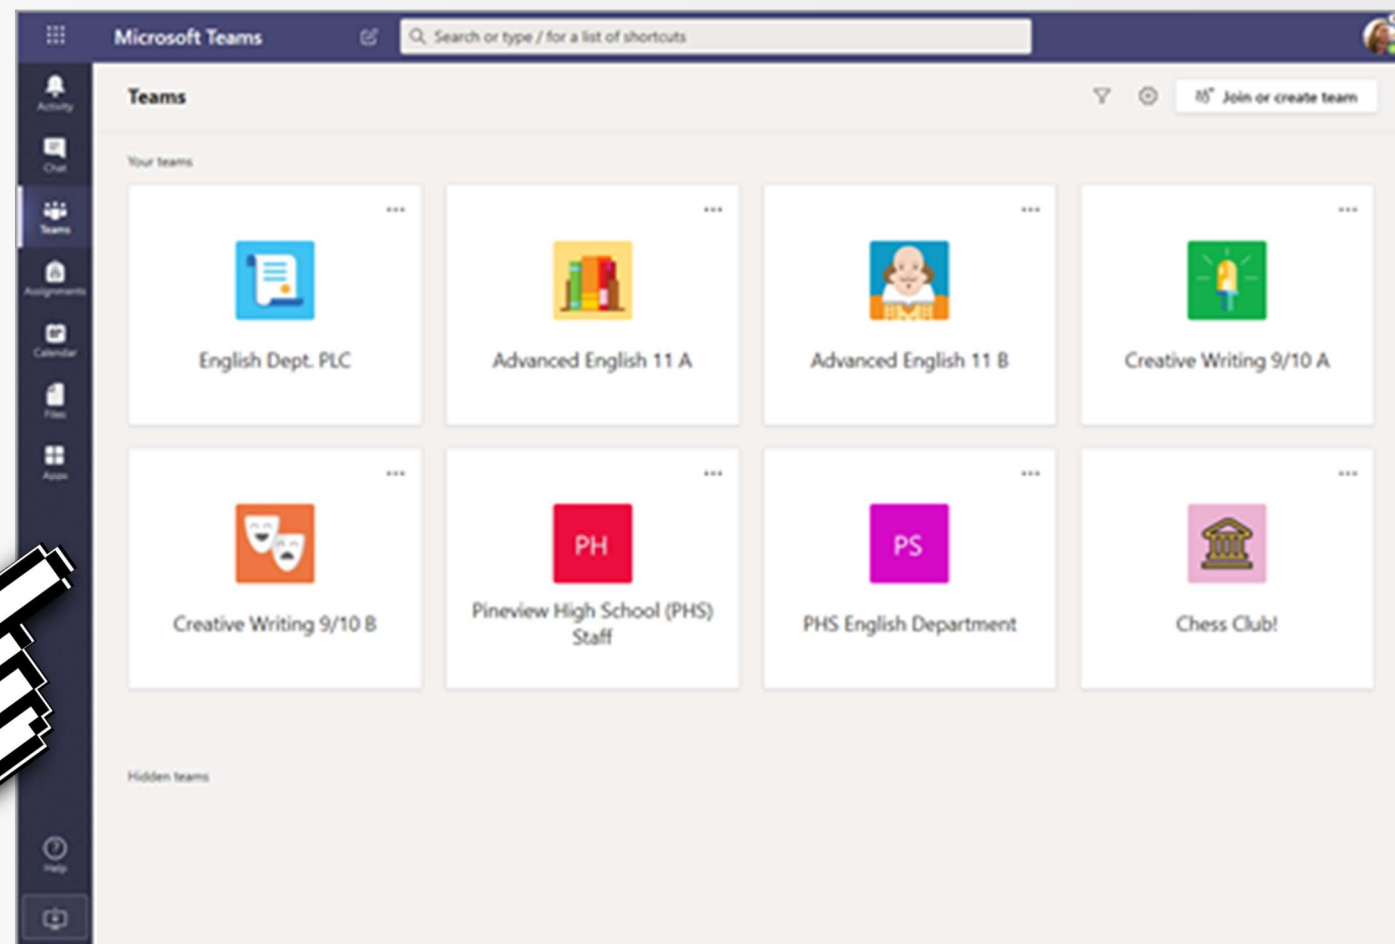 Microsoft Teams
Search or type / for a list of shortcuts
Activity
Chat
Teams
Assignments
Calendar
Files
Apps
Help
Teams
Join or create team
Your teams
English Dept. PLC
Advanced English 11 A
Advanced English 11 B
Creative Writing 9/10 A
Creative Writing 9/10 B
PH
Pineview High School (PHS)
Staff
PS
PHS English Department
Chess Club!
Hidden teams